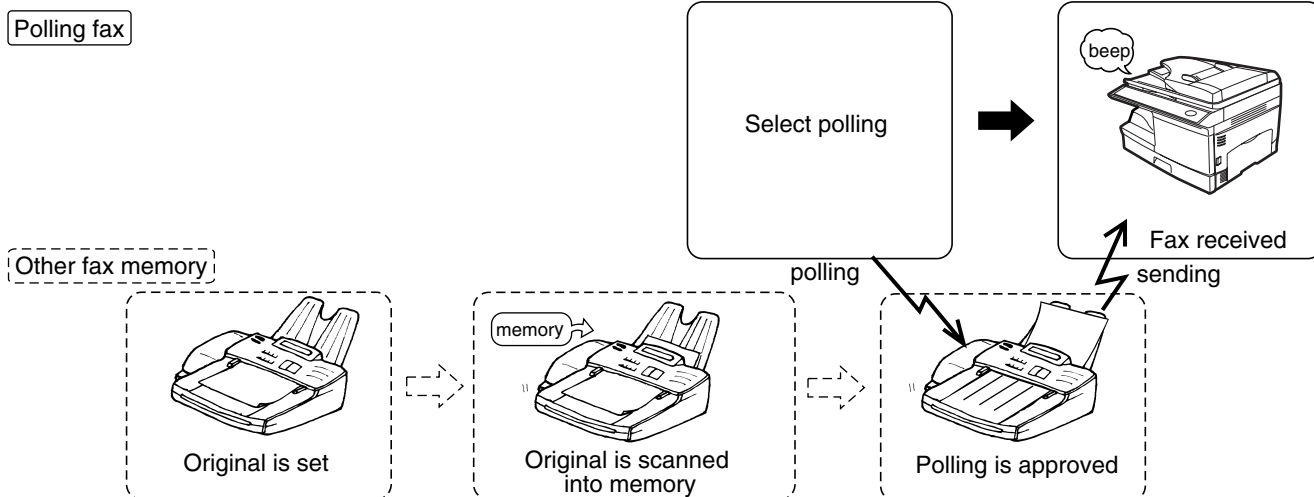 Polling fax
Select polling
beep
Fax received
Other fax memory
polling
sending
memory
Original is set
Original is scanned
into memory
Polling is approved